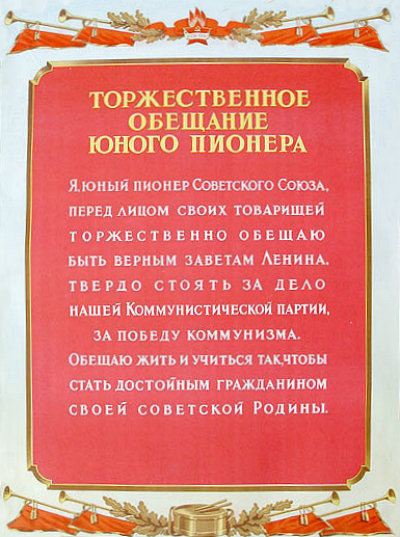 ТОРЖЕСТВЕННОЕ
ОБЕЩАНИЕ
ЮНОГО ПИОНЕРА
Я, ЮНЫЙ ПИОНЕР СОВЕТСКОГО СОЮЗА,
ПЕРЕД ЛИЦОМ СВОИХ ТОВАРИЩЕЙ
ТОРЖЕСТВЕННО ОБЕЩАЮ
БЫТЬ ВЕРНЫМ ЗАВЕТАМ ЛЕНИНА,
ТВЕРДО СТОЯТЬ ЗА ДЕЛО
НАШЕЙ КОММУНИСТИЧЕСКОЙ ПАРТИИ,
ЗА ПОБЕДУ КОММУНИЗМА.
ОБЕЩАЮ ЖИТЬ И УЧИТЬСЯ ТАК, ЧТОБЫ
СТАТЬ ДОСТОЙНЫМ ГРАЖДАНИНОМ
СВОЕЙ СОВЕТСКОЙ РОДИНЫ.